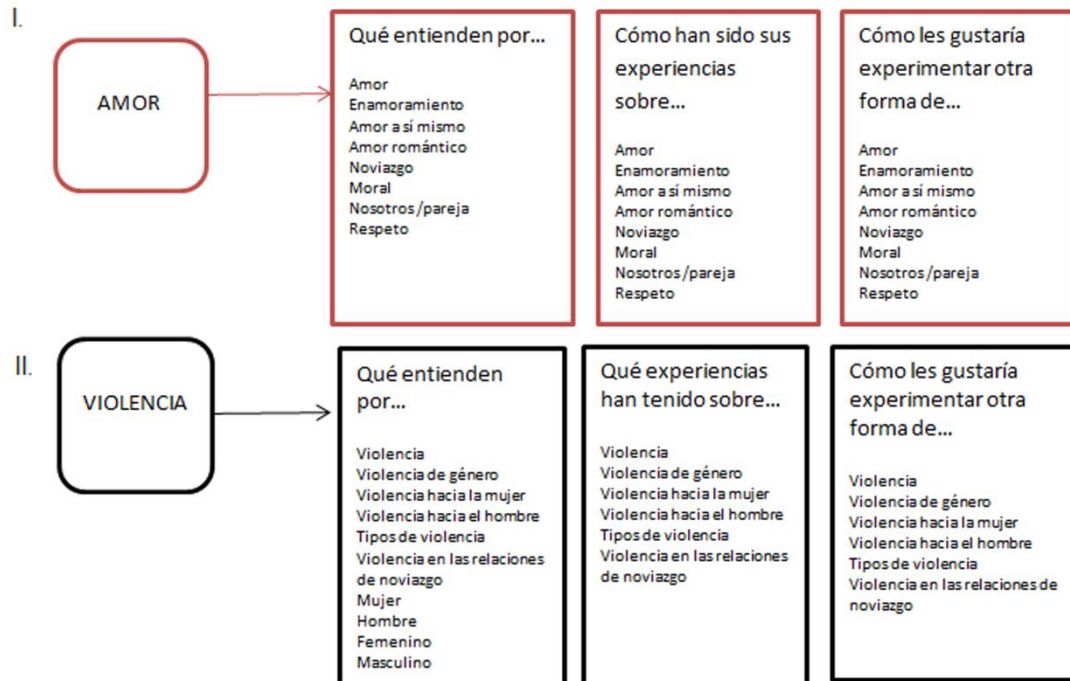 I.
AMOR
Qué entienden por...
Amor
Enamoramiento
Amor a sí mismo
Amor romántico
Noviazgo
Moral
Nosotros/pareja
Respeto
Cómo han sido sus
experiencias
sobre...
Amor
Enamoramiento
Amor a sí mismo
Amor romántico
Noviazgo
Moral
Nosotros/pareja
Respeto
Cómo les gustaría
experimentar otra
forma de...
Amor
Enamoramiento
Amor a sí mismo
Amor romántico
Noviazgo
Moral
Nosotros/pareja
Respeto
II.
VIOLENCIA
Qué entienden
por...
Violencia
Violencia de género
Violencia hacia la mujer
Violencia hacia el hombre
Tipos de violencia
Violencia en las relaciones
de noviazgo
Mujer
Hombre
Femenino
Masculino
Qué experiencias
han tenido sobre...
Violencia
Violencia de género
Violencia hacia la mujer
Violencia hacia el hombre
Tipos de violencia
Violencia en las relaciones
de noviazgo
Cómo les gustaría
experimentar otra
forma de...
Violencia
Violencia de género
Violencia hacia la mujer
Violencia hacia el hombre
Tipos de violencia
Violencia en las relaciones de
noviazgo